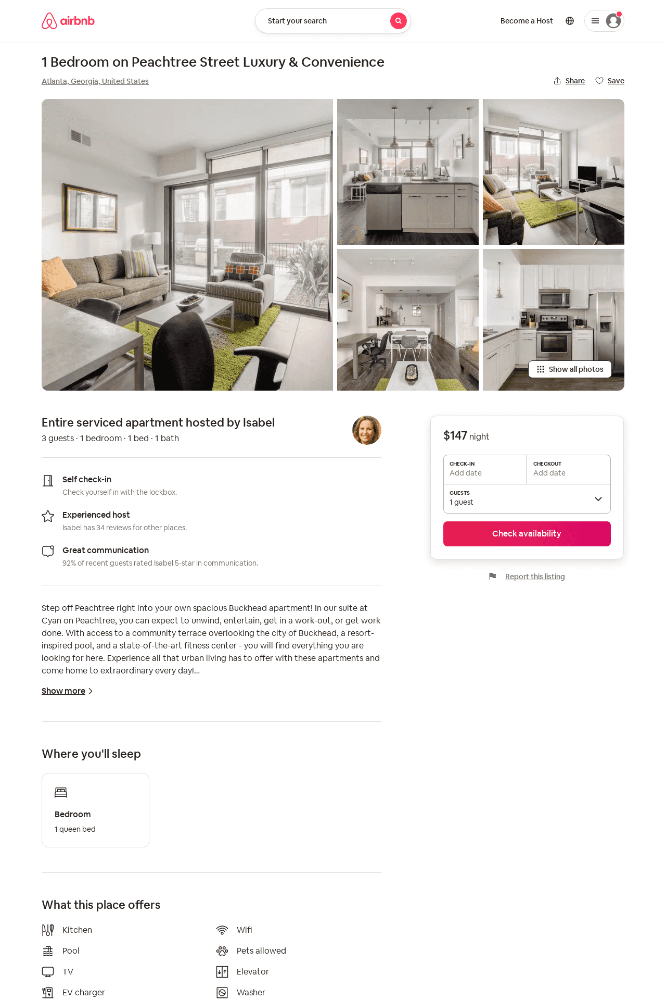 airbnb
Start your search
Become a Host
1 Bedroom on Peachtree Street Luxury & Convenience
Atlanta, Georgia, United States
Share
Save
Show all photos
Entire serviced apartment hosted by Isabel
3 guests · 1 bedroom · 1 bed · 1 bath
Self check-in
Check yourself in with the lockbox.
Experienced host
Isabel has 34 reviews for other places.
Great communication
92% of recent guests rated Isabel 5-star in communication.
$147 night
CHECK-IN
Add date
CHECKOUT
Add date
GUESTS
1 guest
Check availability
Report this listing
Step off Peachtree right into your own spacious Buckhead apartment! In our suite at
Cyan on Peachtree, you can expect to unwind, entertain, get in a work-out, or get work
done. With access to a community terrace overlooking the city of Buckhead, a resort-
inspired pool, and a state-of-the-art fitness center - you will find everything you are
looking for here. Experience all that urban living has to offer with these apartments and
come home to extraordinary every day!...
Show more
Where you'll sleep
Bedroom
1 queen bed
What this place offers
Kitchen
Wifi
Pool
Pets allowed
TV
Elevator
EV charger
Washer